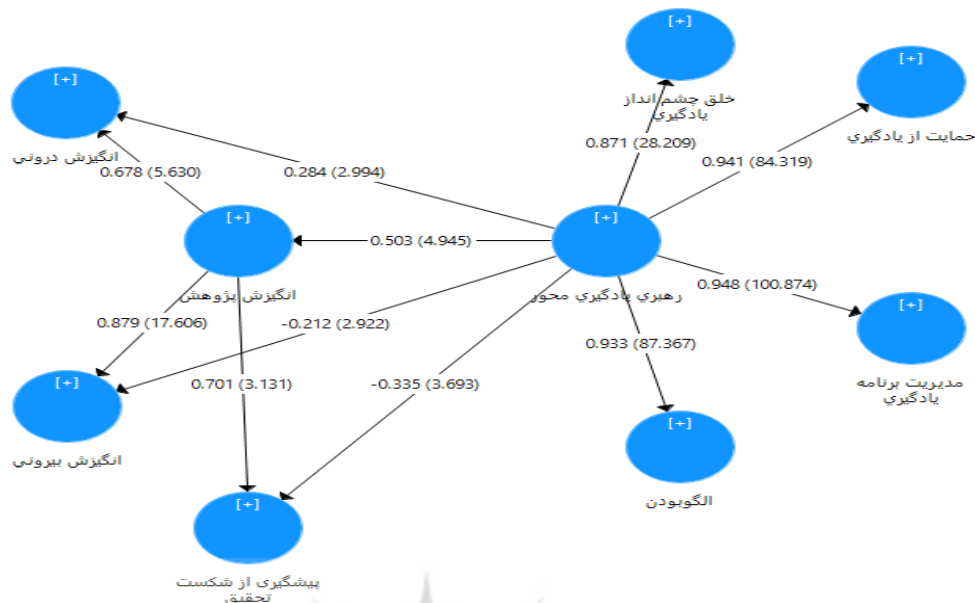 [+]
خلق چشم انداز
يادگيري
[+]
حمايت از يادگيري
[+]
انگيزش دروني
0.871 (28.209)
0.941 (84.319)
0.678 (5.630)
0.284 (2.994)
[+]
انگيزش پژوهش
0.503 (4.945)
[+]
رهبري يادگيري محور
0.948 (100.874)
0.879 (17.606)
-0.212 (2.922)
0.933 (87.367)
[+]
مديريت برنامه
يادگيري
0.701 (3.131)
-0.335 (3.693)
[+]
انگيزش بيروني
[+]
الگوبودن
[+]
پیشگیری از شکست
تحقیق